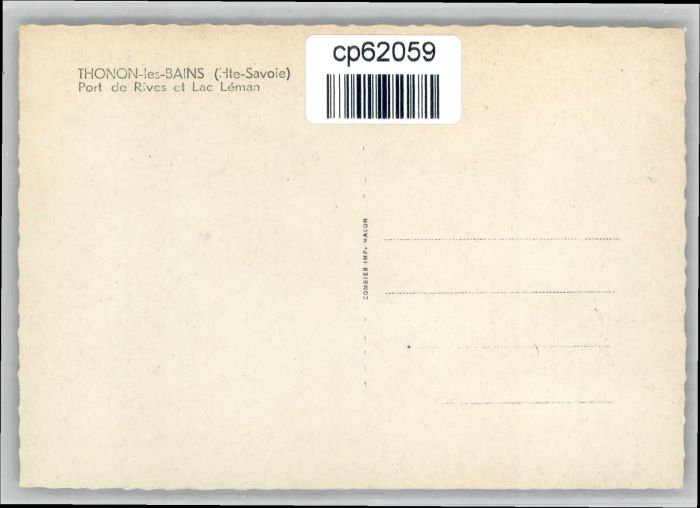 cp62059
THONON-les-BAINS (Hte-Savoie)
Port de Rives et Lac Léman
COMBIER IMP. MACON